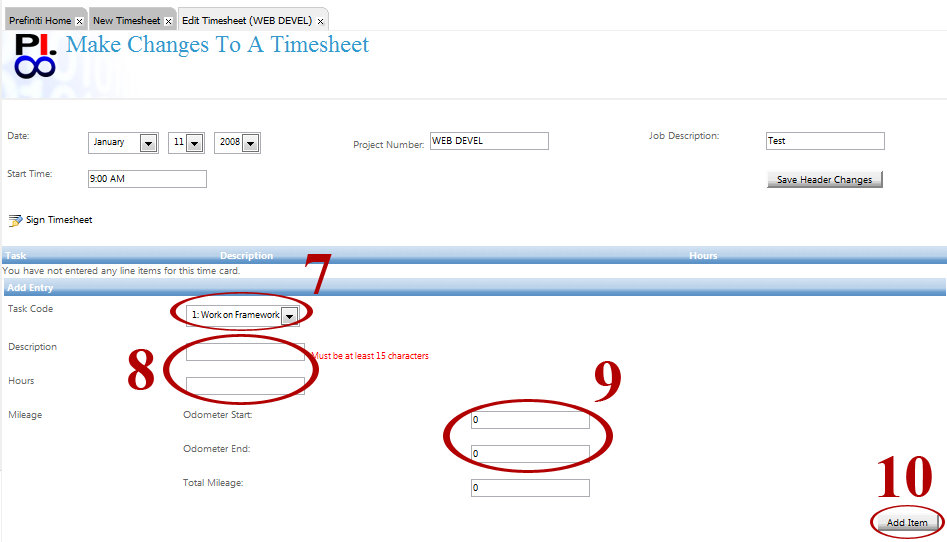 Prefiniti Home x New Timesheet x Edit Timesheet (WEB DEVEL) x
PI.
Make Changes To A Timesheet
Date: January 11 2008 Project Number: WEB DEVEL Job Description: Test
Start Time: 9:00 AM Save Header Changes
Sign Timesheet
Task Description Hours
You have not entered any line items for this time card.
7
Add Entry
Task Code 1: Work on Framework
Description Must be at least 15 characters
8
Hours
9
Mileage Odometer Start: 0
Odometer End: 0
Total Mileage: 0
10
Add Item